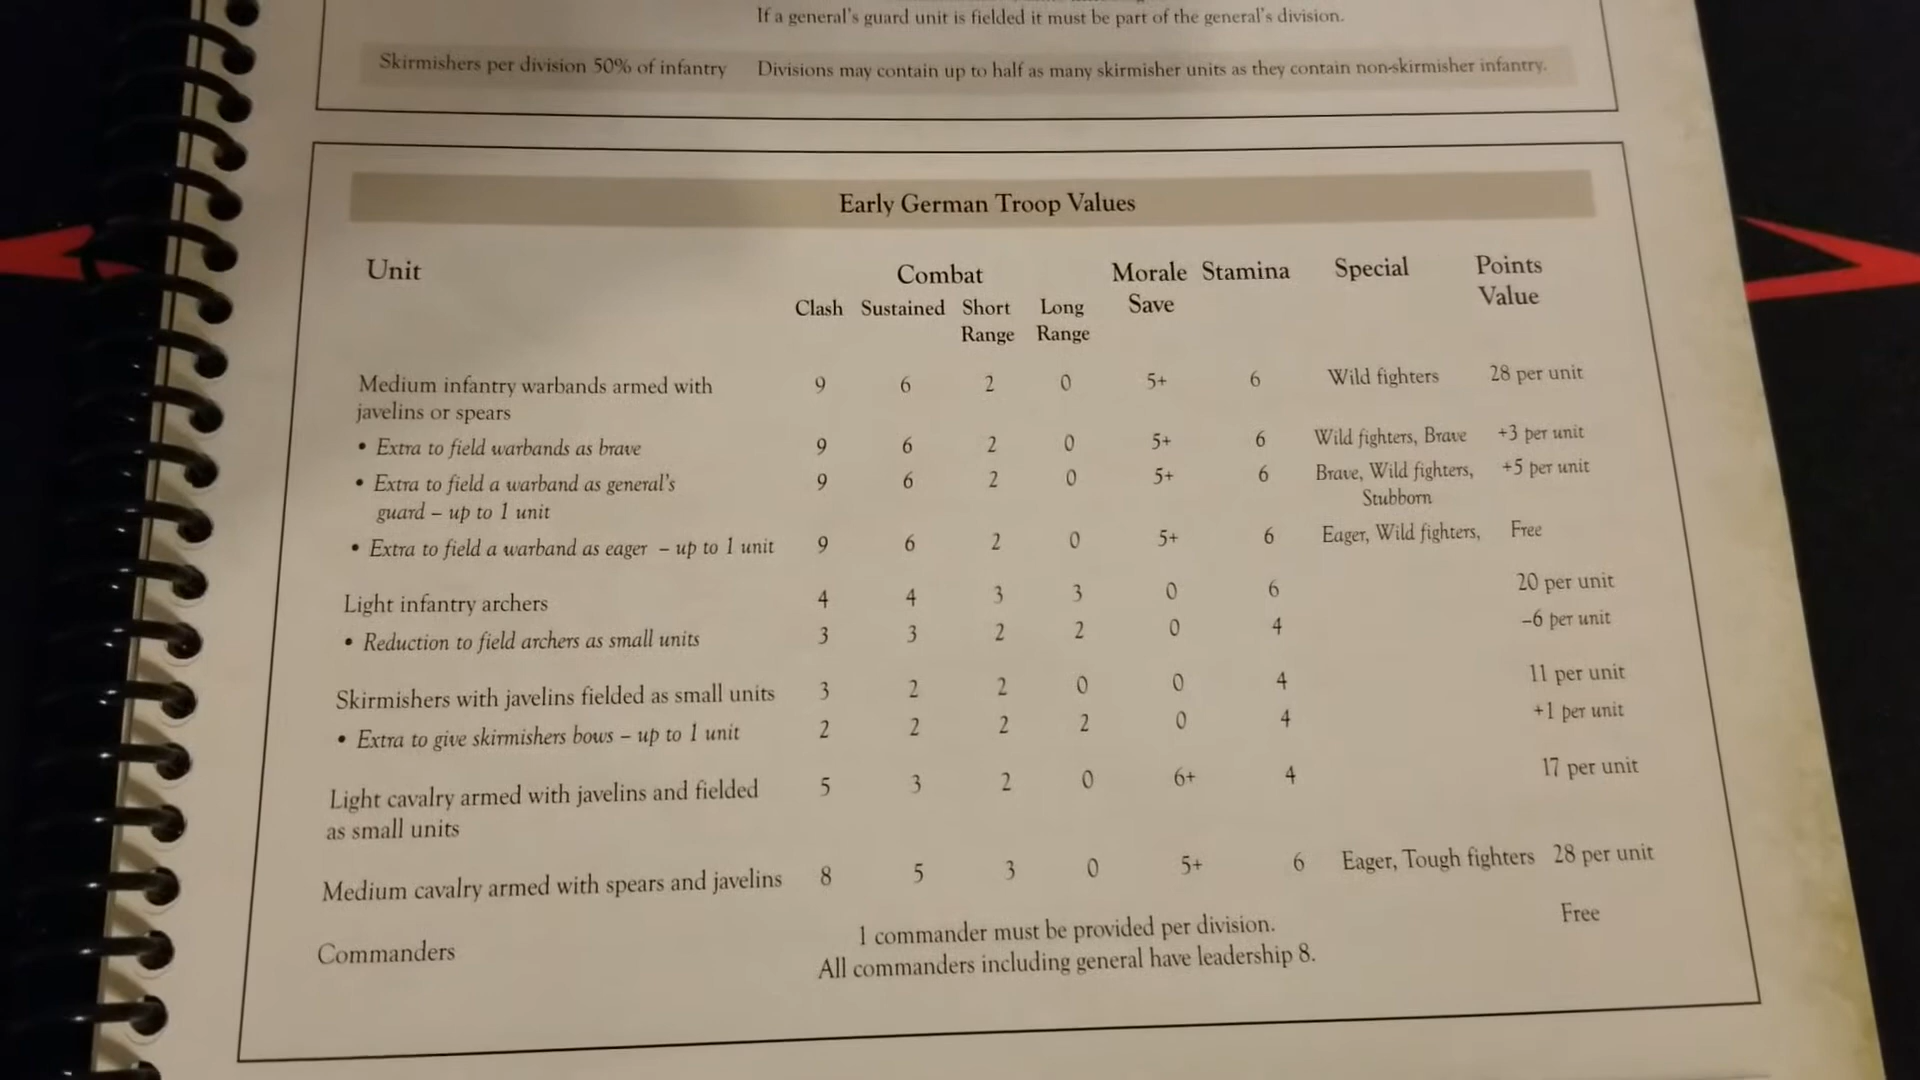 If a general's guard unit is fielded it must be part of the general's division.
Skirmishers per division 50% of infantry Divisions may contain up to half as many skirmisher units as they contain non-skirmisher infantry.
Early German Troop Values
Unit Combat Morale Stamina Special Points
Clash Sustained Short Long Save Value
Range Range
Medium infantry warbands armed with 9 6 2 0 5+ 6 Wild fighters 28 per unit
javelins or spears
• Extra to field warbands as brave 9 6 2 0 5+ 6 Wild fighters, Brave +3 per unit
• Extra to field a warband as general's 9 6 2 0 5+ 6 Brave, Wild fighters, +5 per unit
guard – up to 1 unit Stubborn
• Extra to field a warband as eager – up to 1 unit 9 6 2 0 5+ 6 Eager, Wild fighters, Free
Light infantry archers 4 4 3 3 0 6 20 per unit
• Reduction to field archers as small units 3 3 2 2 0 4 –6 per unit
Skirmishers with javelins fielded as small units 3 2 2 0 0 4 11 per unit
• Extra to give skirmishers bows – up to 1 unit 2 2 2 2 0 4 +1 per unit
Light cavalry armed with javelins and fielded 5 3 2 0 6+ 4 17 per unit
as small units
Medium cavalry armed with spears and javelins 8 5 3 0 5+ 6 Eager, Tough fighters 28 per unit
Commanders 1 commander must be provided per division. Free
All commanders including general have leadership 8.